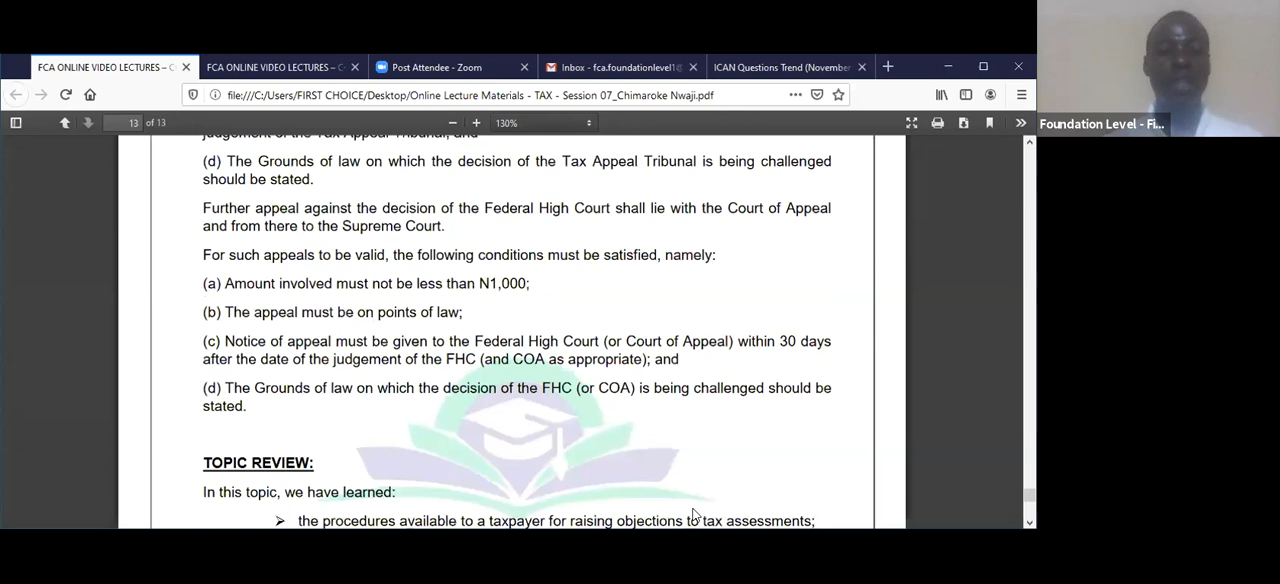 FCA ONLINE VIDEO LECTURES – C
FCA ONLINE VIDEO LECTURES – C
Post Attendee - Zoom
Inbox - fca.foundationlevel1@
ICAN Questions Trend (November
file:///C:/Users/FIRST CHOICE/Desktop/Online Lecture Materials - TAX - Session 07_Chimaroke Nwaji.pdf
Foundation Level - Fi...
13 of 13
130%
judgement of the Tax Appeal Tribunal; and
(d) The Grounds of law on which the decision of the Tax Appeal Tribunal is being challenged
should be stated.
Further appeal against the decision of the Federal High Court shall lie with the Court of Appeal
and from there to the Supreme Court.
For such appeals to be valid, the following conditions must be satisfied, namely:
(a) Amount involved must not be less than N1,000;
(b) The appeal must be on points of law;
(c) Notice of appeal must be given to the Federal High Court (or Court of Appeal) within 30 days
after the date of the judgement of the FHC (and COA as appropriate); and
(d) The Grounds of law on which the decision of the FHC (or COA) is being challenged should be
stated.
TOPIC REVIEW:
In this topic, we have learned:
➢ the procedures available to a taxpayer for raising objections to tax assessments;